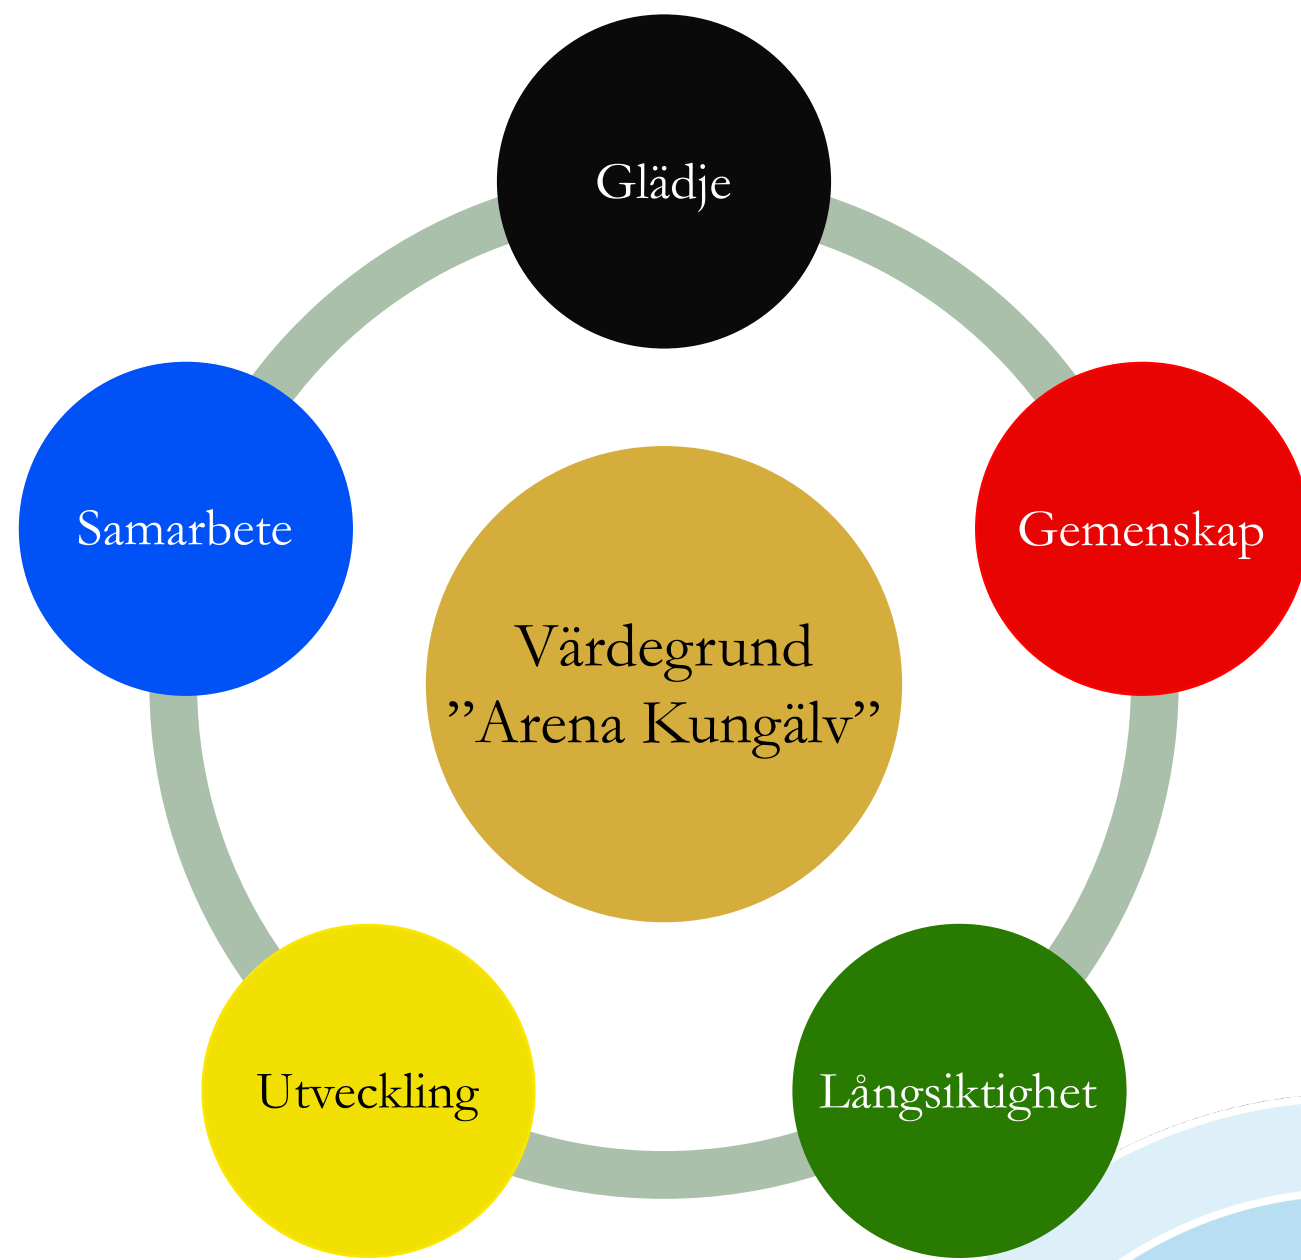 Glädje
Samarbete
Gemenskap
Värdegrund
”Arena Kungälv”
Utveckling
Långsiktighet